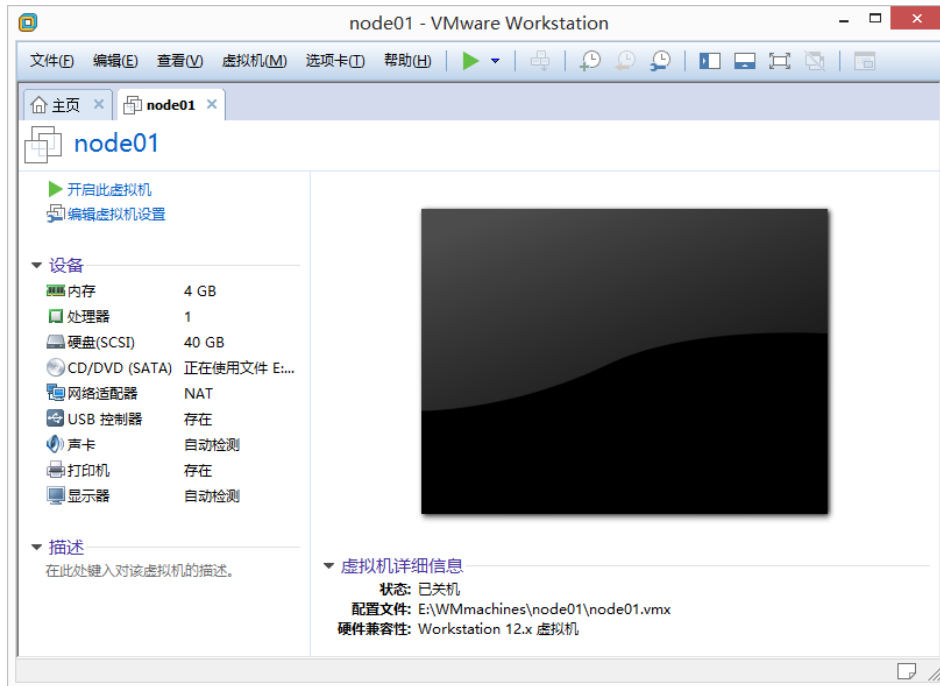 node01 - VMware Workstation
文件(F) 编辑(E) 查看(V) 虚拟机(M) 选项卡(T) 帮助(H)
主页 node01
node01
开启此虚拟机
编辑虚拟机设置
设备
内存 4 GB
处理器 1
硬盘(SCSI) 40 GB
CD/DVD (SATA) 正在使用文件 E:...
网络适配器 NAT
USB 控制器 存在
声卡 自动检测
打印机 存在
显示器 自动检测
描述
在此处键入对该虚拟机的描述。
虚拟机详细信息
状态: 已关机
配置文件: E:\WMmachines\node01\node01.vmx
硬件兼容性: Workstation 12.x 虚拟机